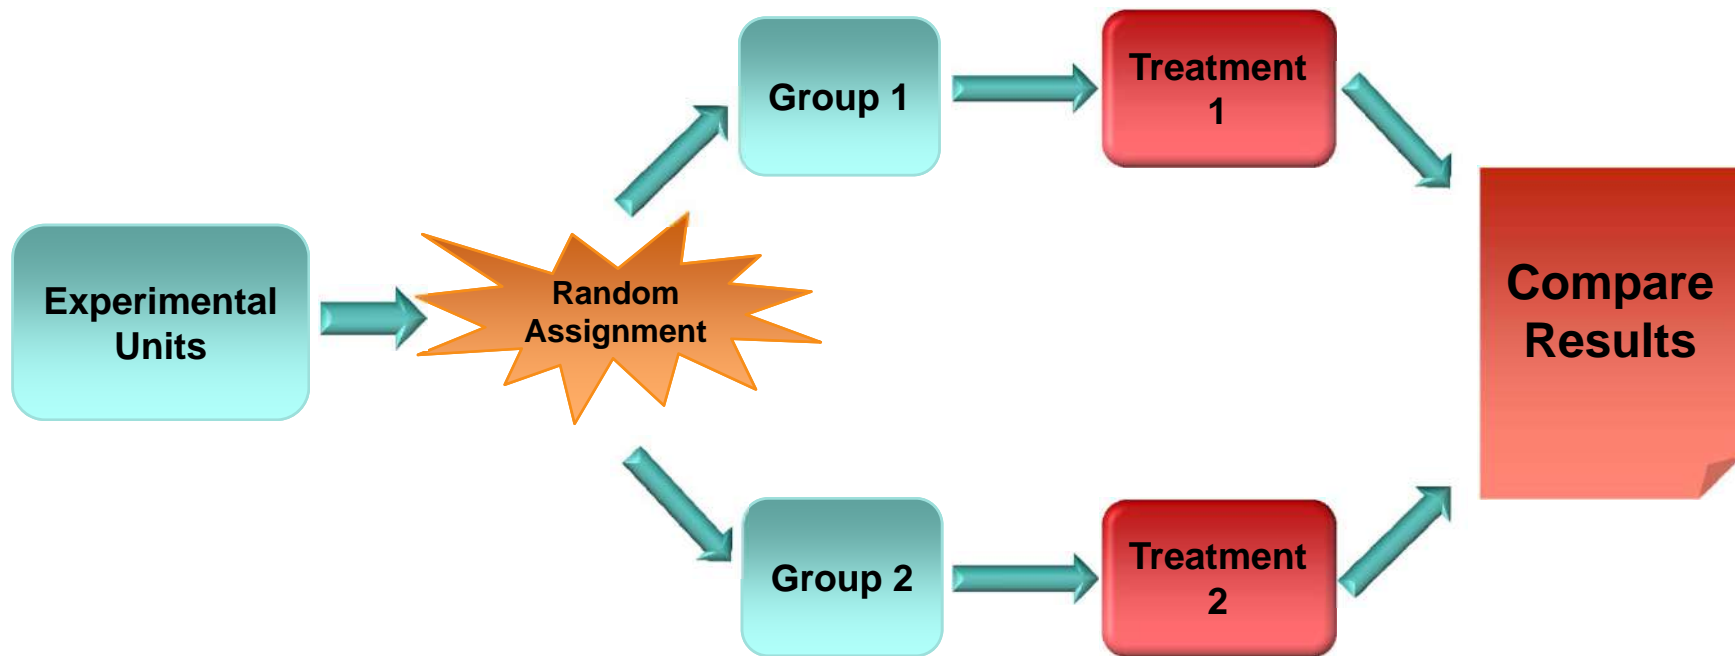 Experimental
Units
Random
Assignment
Group 1
Treatment
1
Group 2
Treatment
2
Compare
Results